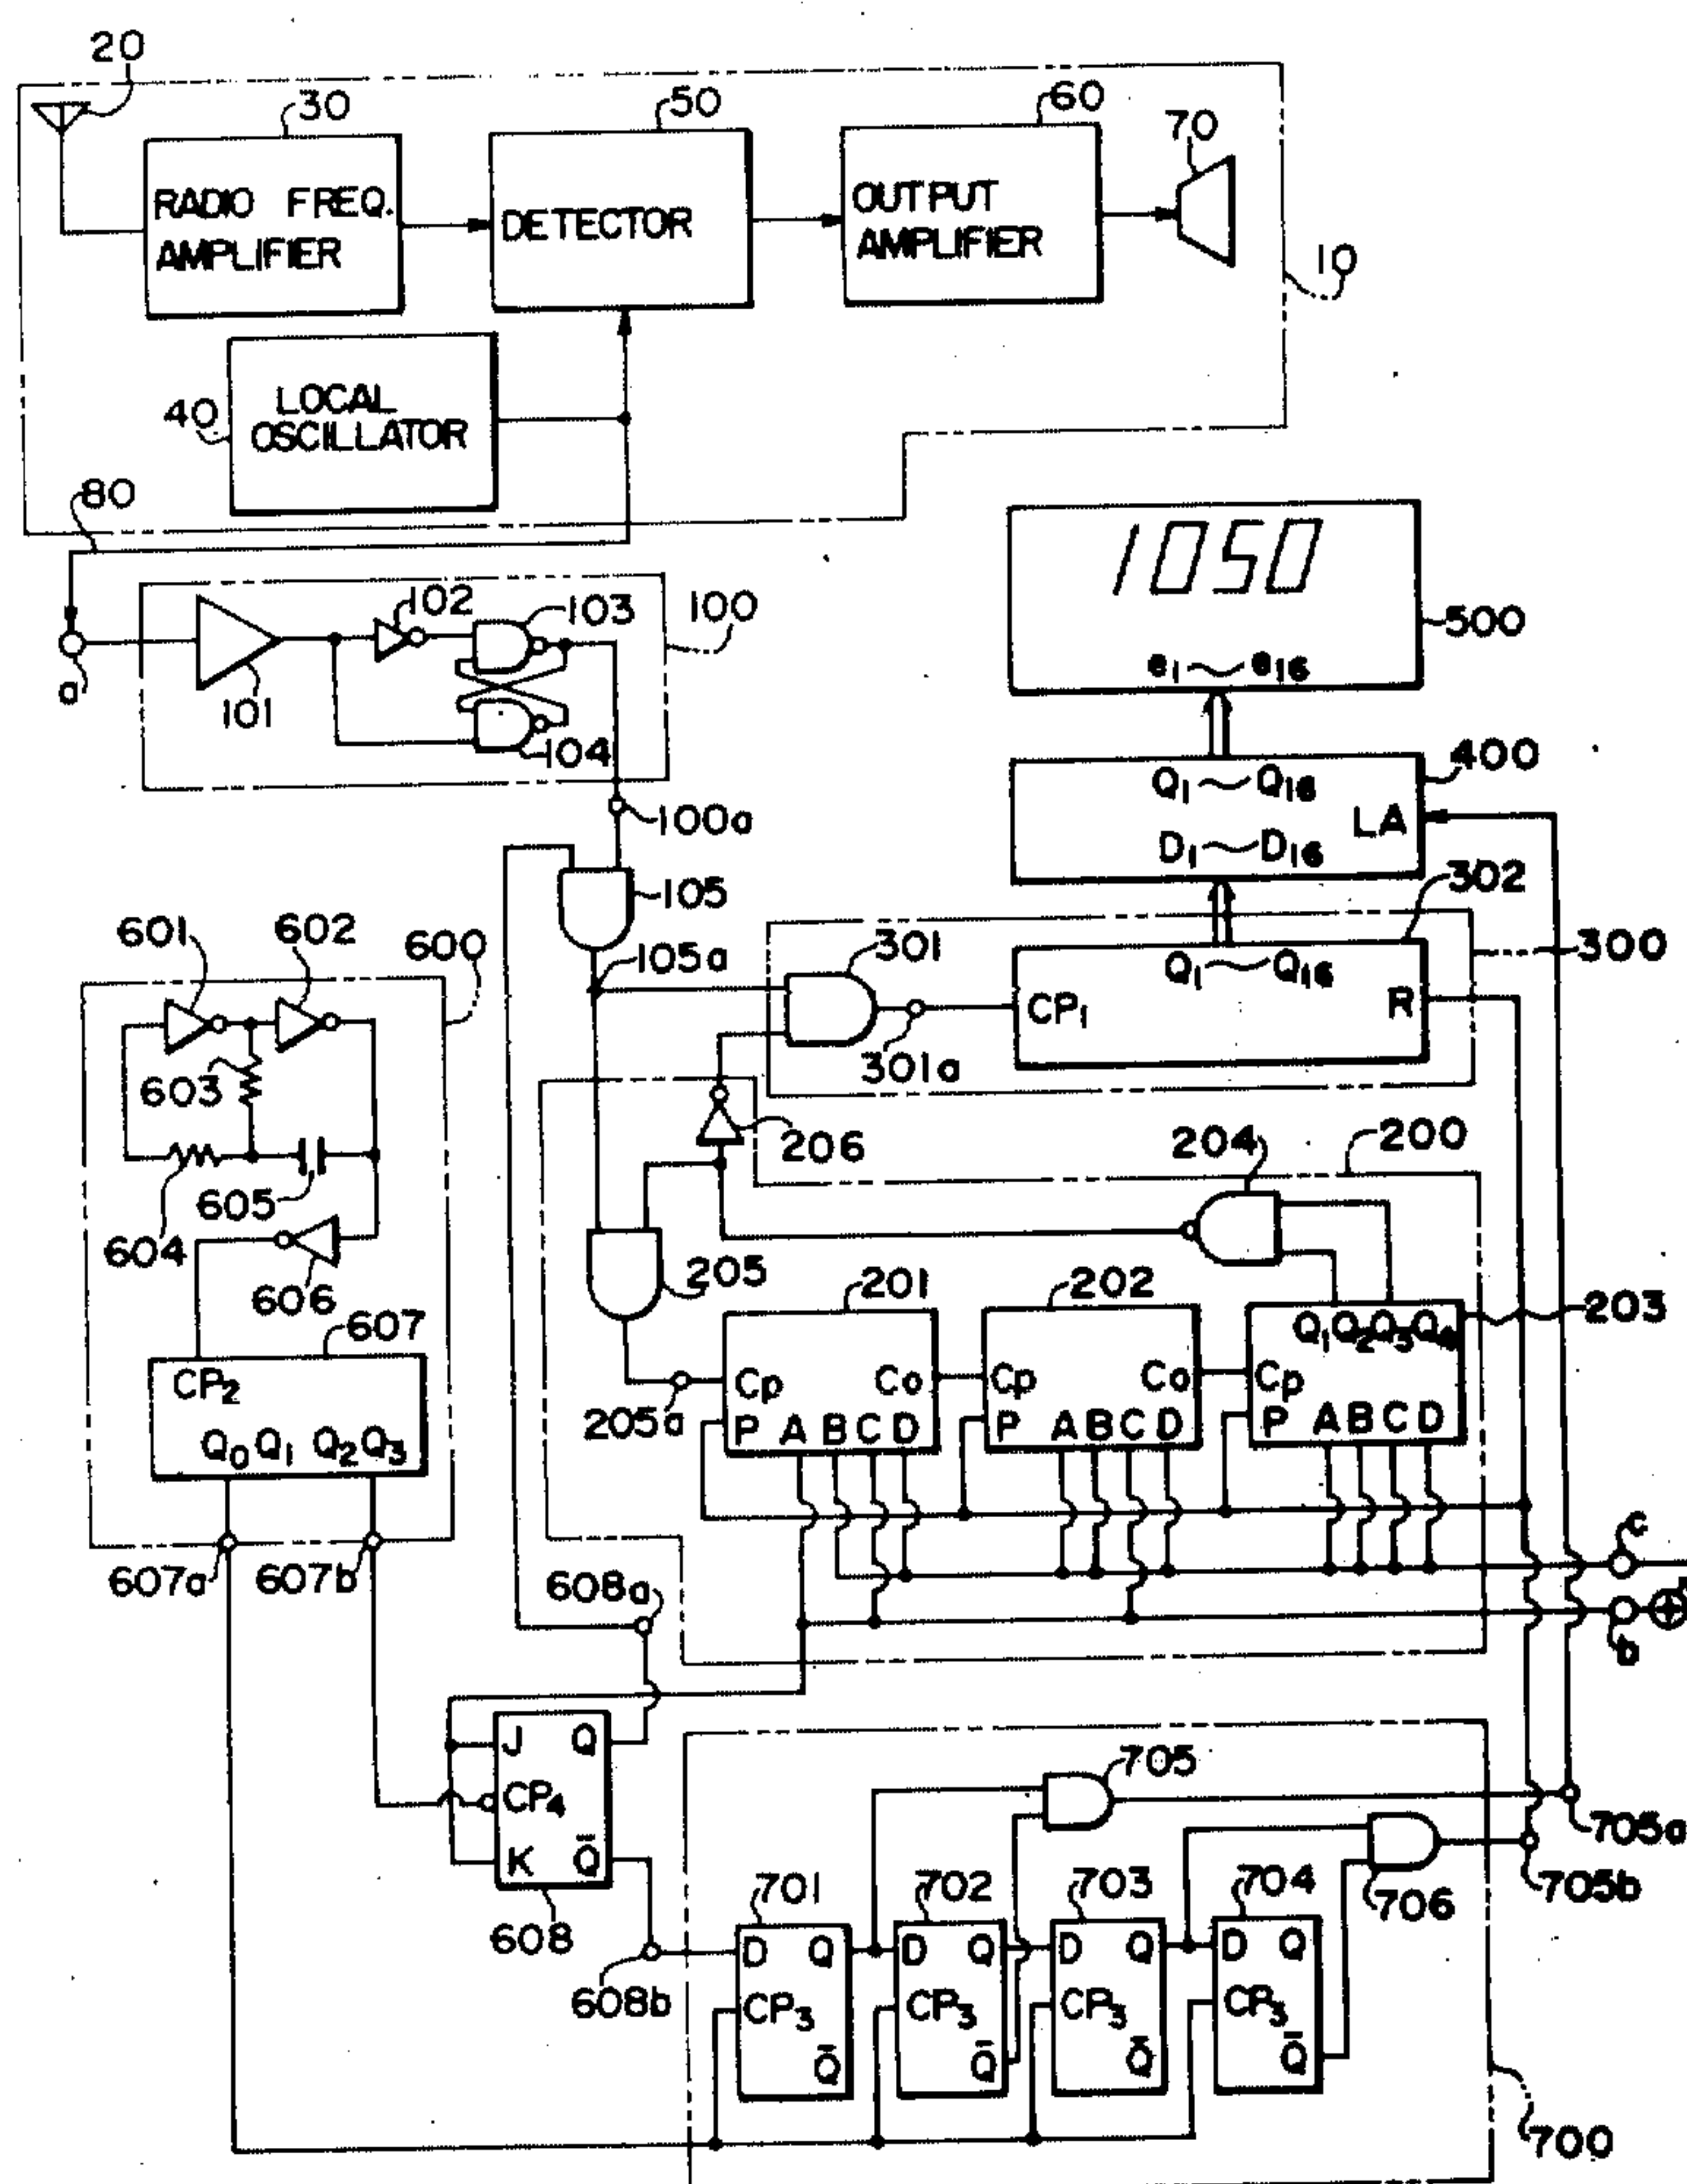 20
30
50
60
70
RADIO FREQ.
AMPLIFIER
DETECTOR
OUTPUT
AMPLIFIER
10
40
LOCAL
OSCILLATOR
80
1050
500
e1~e16
102
103
100
a
101
104
100a
400
Q1~Q16
LA
D1~D16
105
302
601
602
600
105a
301
300
Q1~Q16
CP1
R
603
301a
206
204
200
605
604
606
205
201
202
203
607
Q1Q2Q3Q4
CP2
Cp
Co
Cp
Co
Cp
205a
P A B C D
P A B C D
P A B C D
Q0 Q1 Q2 Q3
607a
607b
608a
c
b
J Q
CP4
K Q̄
705
705a
705b
706
608
701
702
703
704
608b
D Q
D Q
D Q
D Q
CP3
CP3
CP3
CP3
Q̄
Q̄
Q̄
Q̄
700